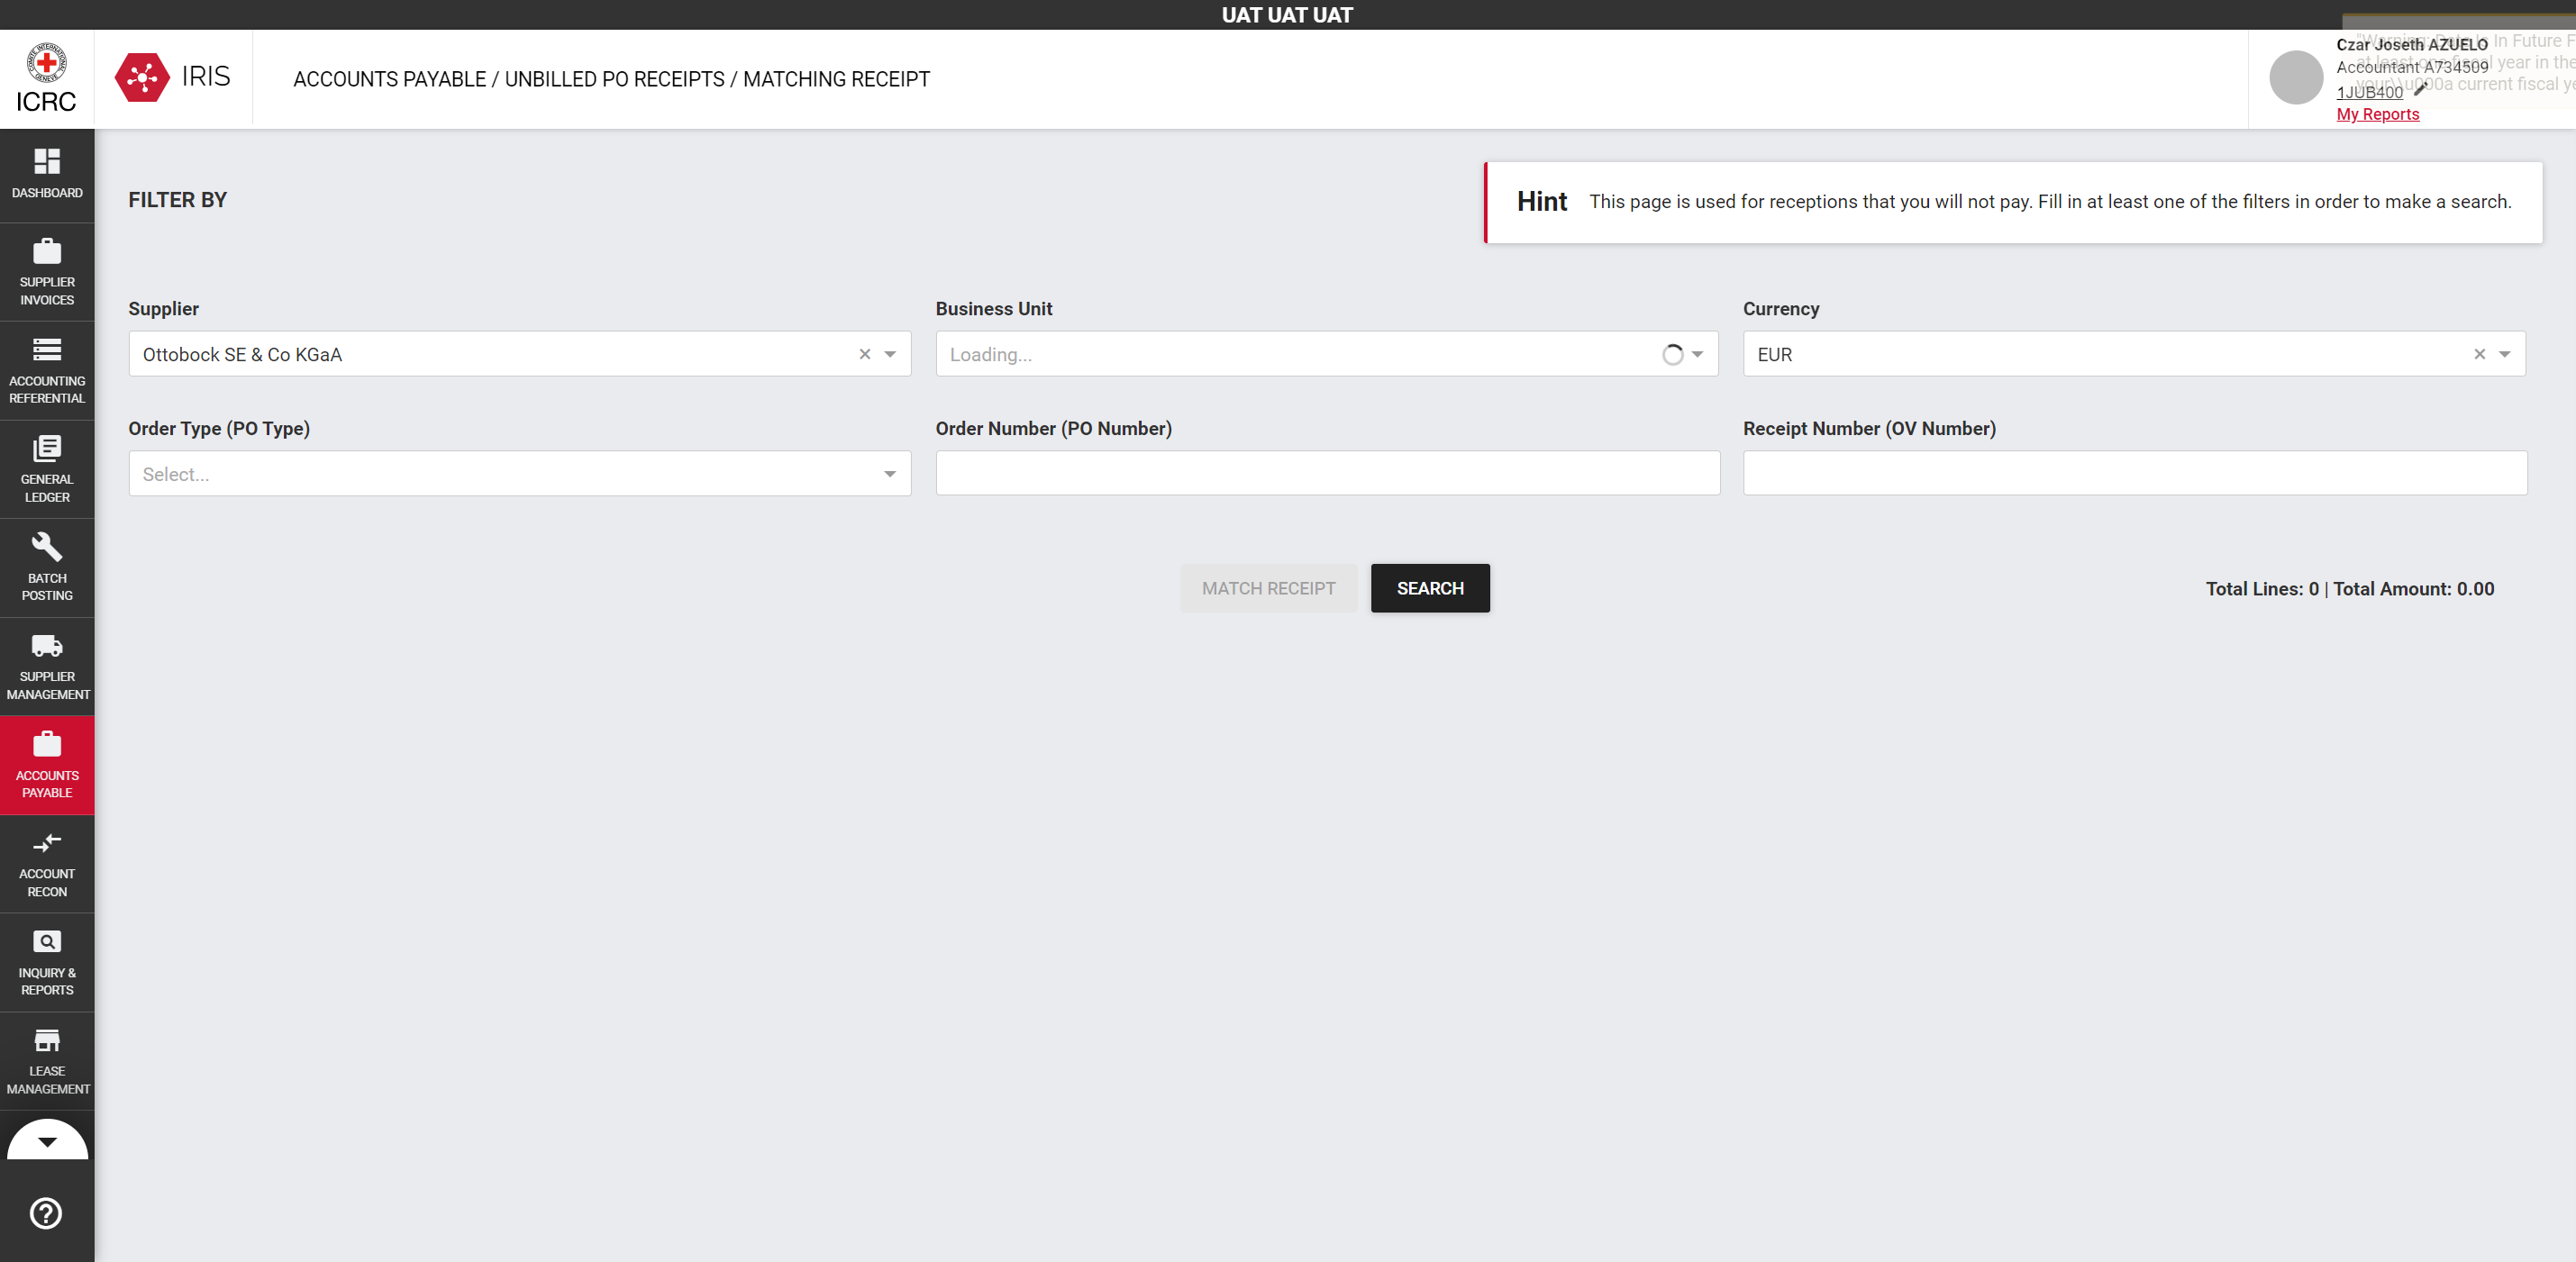 UAT UAT UAT
ICRC
IRIS
ACCOUNTS PAYABLE / UNBILLED PO RECEIPTS / MATCHING RECEIPT
Czar Joseth AZUELO
Accountant A734509
1JUB400
My Reports
"Warning: Date Is In Future F
at least one fiscal year in the
your\\u000a current fiscal ye
DASHBOARD
SUPPLIER
INVOICES
ACCOUNTING
REFERENTIAL
GENERAL
LEDGER
BATCH
POSTING
SUPPLIER
MANAGEMENT
ACCOUNTS
PAYABLE
ACCOUNT
RECON
INQUIRY &
REPORTS
LEASE
MANAGEMENT
FILTER BY
Hint This page is used for receptions that you will not pay. Fill in at least one of the filters in order to make a search.
Supplier
Ottobock SE & Co KGaA
Business Unit
Loading...
Currency
EUR
Order Type (PO Type)
Select...
Order Number (PO Number)
Receipt Number (OV Number)
MATCH RECEIPT
SEARCH
Total Lines: 0 | Total Amount: 0.00